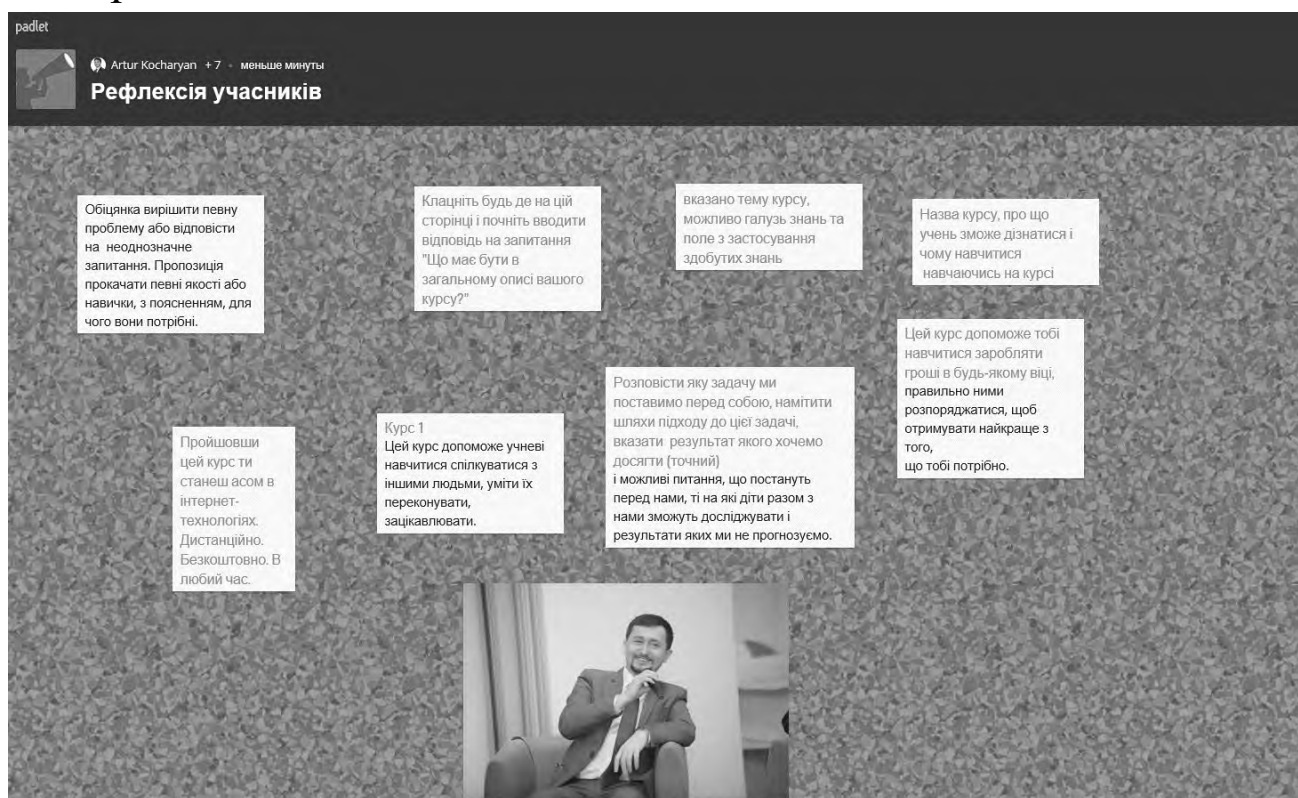 padlet
Artur Kocharyan + 7 • меньше минуты
Рефлексія учасників
Обіцянка вирішити певну
проблему або відповісти
на неоднозначне
запитання. Пропозиція
прокачати певні якості або
навички, з поясненням, для
чого вони потрібні.
Клацніть будь де на цій
сторінці і почніть вводити
відповідь на запитання
"Що має бути в
загальному описі вашого
курсу?"
вказано тему курсу,
можливо галузь знань та
поле з застосування
здобутих знань
Назва курсу, про що
учень зможе дізнатися і
чому навчитися
навчаючись на курсі
Цей курс допоможе тобі
навчитися заробляти
гроші в будь-якому віці,
правильно ними
розпоряджатися, щоб
отримувати найкраще з
того,
що тобі потрібно.
Розповісти яку задачу ми
поставимо перед собою, намітити
шляхи підходу до цієї задачі,
вказати результат якого хочемо
досягти (точний)
і можливі питання, що постануть
перед нами, ті на які діти разом з
нами зможуть досліджувати і
результати яких ми не прогнозуємо.
Курс 1
Цей курс допоможе учневі
навчитися спілкуватися з
іншими людьми, уміти їх
переконувати,
зацікавлювати.
Пройшовши
цей курс ти
станеш асом в
інтернет-
технологіях.
Дистанційно.
Безкоштовно. В
любий час.